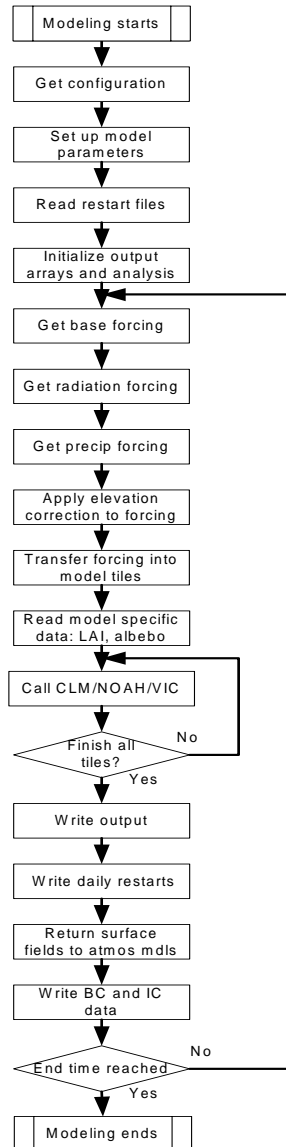 Modeling starts
Get configuration
Set up model
parameters
Read restart files
Initialize output
arrays and analysis
Get base forcing
Get radiation forcing
Get precip forcing
Apply elevation
correction to forcing
Transfer forcing into
model tiles
Read model specific
data: LAI, albebo
Call CLM/NOAH/VIC
Finish all
tiles?
No
Yes
Write output
Write daily restarts
Return surface
fields to atmos mdls
Write BC and IC
data
End time reached
No
Yes
Modeling ends